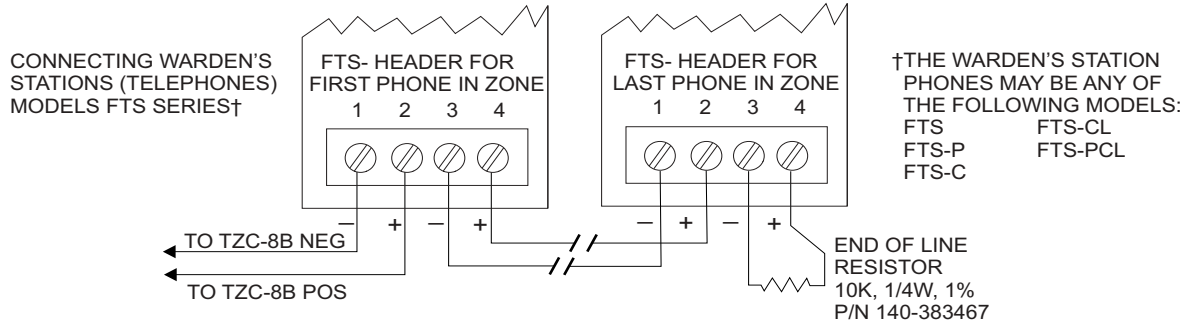 CONNECTING WARDEN'S
STATIONS (TELEPHONES)
MODELS FTS SERIES†
FTS- HEADER FOR
FIRST PHONE IN ZONE
1 2 3 4
– + – +
TO TZC-8B NEG
TO TZC-8B POS
FTS- HEADER FOR
LAST PHONE IN ZONE
1 2 3 4
– + – +
END OF LINE
RESISTOR
10K, 1/4W, 1%
P/N 140-383467
†THE WARDEN'S STATION
PHONES MAY BE ANY OF
THE FOLLOWING MODELS:
FTS FTS-CL
FTS-P FTS-PCL
FTS-C